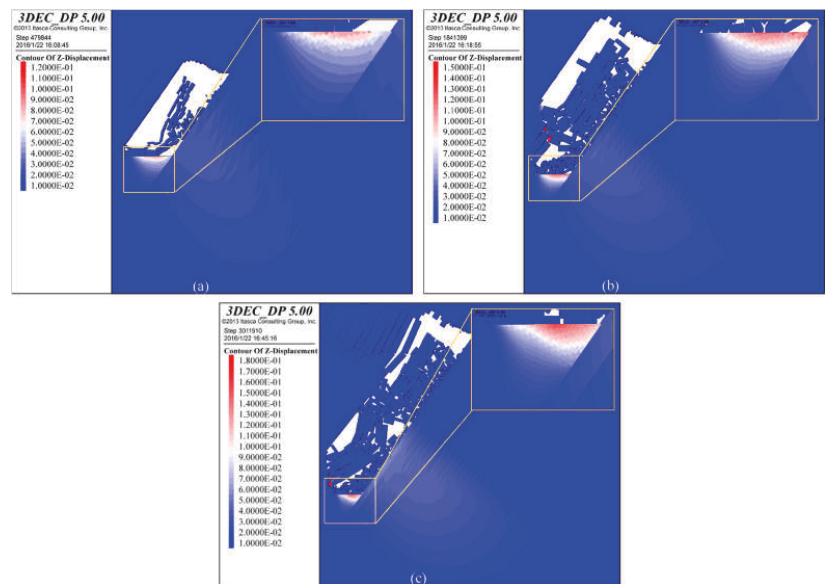 3DEC_DP 5.00
©2013 Itasca Consulting Group, Inc.
Step 479844
2016/1/22 16:08:45
Contour Of Z-Displacement
1.2000E-01
1.1000E-01
1.0000E-01
9.0000E-02
8.0000E-02
7.0000E-02
6.0000E-02
5.0000E-02
4.0000E-02
3.0000E-02
2.0000E-02
1.0000E-02
(a)
3DEC_DP 5.00
©2013 Itasca Consulting Group, Inc.
Step 1841399
2016/1/22 16:18:55
Contour Of Z-Displacement
1.5000E-01
1.4000E-01
1.3000E-01
1.2000E-01
1.1000E-01
1.0000E-01
9.0000E-02
8.0000E-02
7.0000E-02
6.0000E-02
5.0000E-02
4.0000E-02
3.0000E-02
2.0000E-02
1.0000E-02
(b)
3DEC_DP 5.00
©2013 Itasca Consulting Group, Inc.
Step 3011510
2016/1/22 16:45:16
Contour Of Z-Displacement
1.8000E-01
1.7000E-01
1.6000E-01
1.5000E-01
1.4000E-01
1.3000E-01
1.2000E-01
1.1000E-01
1.0000E-01
9.0000E-02
8.0000E-02
7.0000E-02
6.0000E-02
5.0000E-02
4.0000E-02
3.0000E-02
2.0000E-02
1.0000E-02
(c)